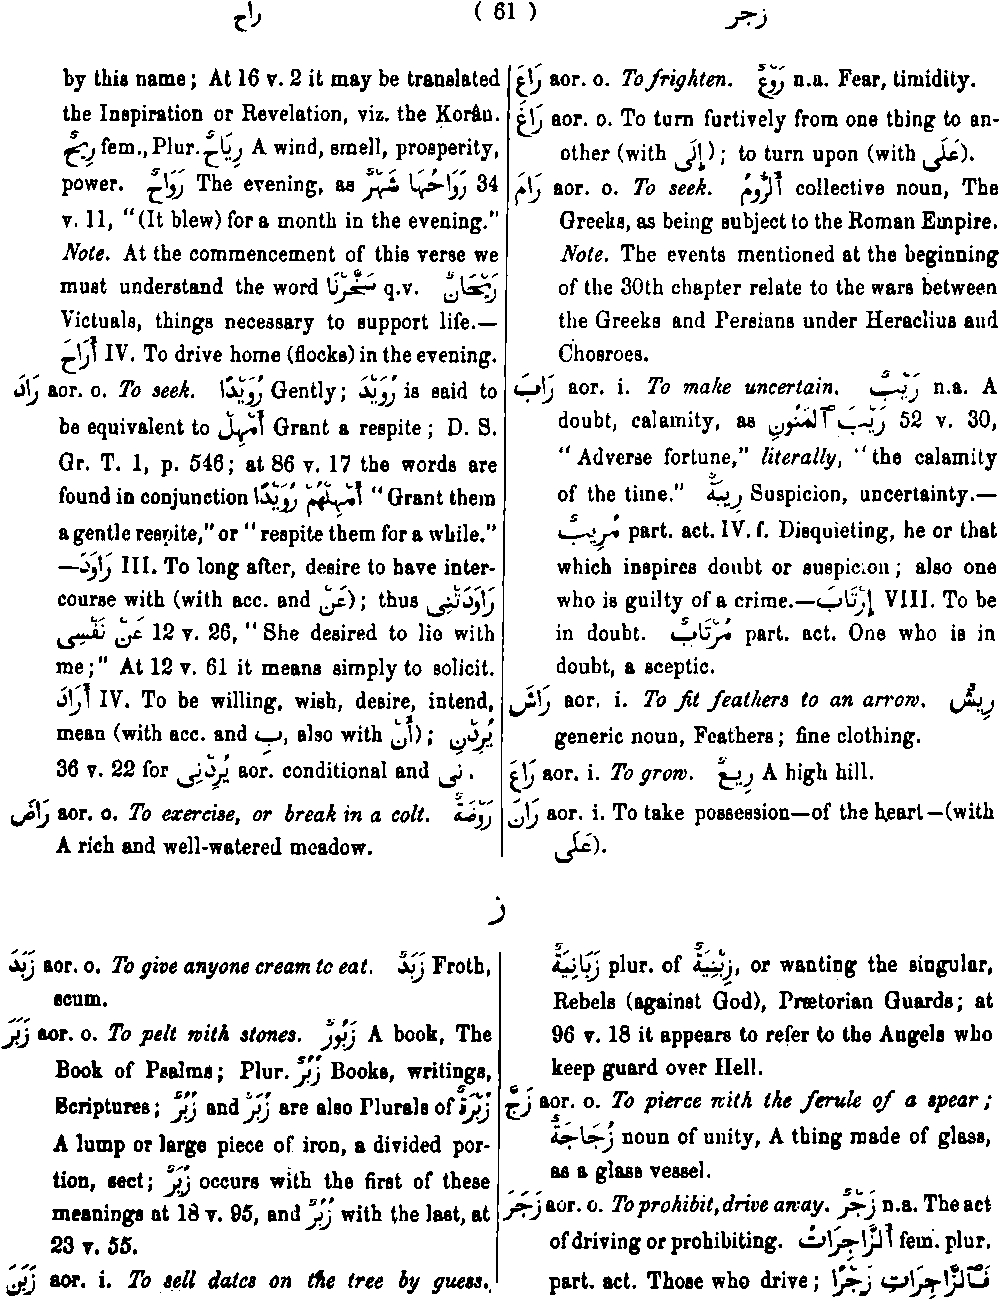 راح ( 61 ) زجر
by this name; At 16 v. 2 it may be translated
the Inspiration or Revelation, viz. the Ḳorân.
رِيحٌ fem., Plur. رِيَاحٌ A wind, smell, prosperity,
power. رَوَاحٌ The evening, as رَوَاحُهَا شَهْرٌ 34
v. 11, “(It blew) for a month in the evening.”
Note. At the commencement of this verse we
must understand the word سَخَّرْنَا q.v. رَيْحَانٌ
Victuals, things necessary to support life.—
أَرَاحَ IV. To drive home (flocks) in the evening.
رَادَ aor. o. To seek. رُوَيْدًا Gently; رُوَيْدَ is said to
be equivalent to أَمْهِلْ Grant a respite; D. S.
Gr. T. 1, p. 546; at 86 v. 17 the words are
found in conjunction أَمْهِلْهُمْ رُوَيْدًا “Grant them
a gentle respite,” or “respite them for a while.”
—رَاوَدَ III. To long after, desire to have inter-
course with (with acc. and عَنْ); thus رَاوَدَتْنِى
عَنْ نَفْسِى 12 v. 26, “She desired to lie with
me;” At 12 v. 61 it means simply to solicit.
أَرَادَ IV. To be willing, wish, desire, intend,
mean (with acc. and بِ, also with أَنْ); يُرِدْنِ
36 v. 22 for يُرِدْنِى aor. conditional and نِى.
رَاضَ aor. o. To exercise, or break in a colt. رَوْضَةٌ
A rich and well-watered meadow.
رَاعَ aor. o. To frighten. رَوْعٌ n.a. Fear, timidity.
رَاغَ aor. o. To turn furtively from one thing to an-
other (with إِلَى); to turn upon (with عَلَى).
رَامَ aor. o. To seek. أَلرُّومُ collective noun, The
Greeks, as being subject to the Roman Empire.
Note. The events mentioned at the beginning
of the 30th chapter relate to the wars between
the Greeks and Persians under Heraclius and
Chosroes.
رَابَ aor. i. To make uncertain. رَيْبٌ n.a. A
doubt, calamity, as رَيْبَ ٱلْمَنُونِ 52 v. 30,
“Adverse fortune,” literally, “the calamity
of the time.” رِيبَةٌ Suspicion, uncertainty.—
مُرِيبٌ part. act. IV. f. Disquieting, he or that
which inspires doubt or suspicion; also one
who is guilty of a crime.—إِرْتَابَ VIII. To be
in doubt. مُرْتَابٌ part. act. One who is in
doubt, a sceptic.
رَاشَ aor. i. To fit feathers to an arrow. رِيشٌ
generic noun, Feathers; fine clothing.
رَاعَ aor. i. To grow. رِيعٌ A high hill.
رَانَ aor. i. To take possession—of the heart—(with
عَلَى).
ز
زَبَدَ aor. o. To give anyone cream to eat. زَبَدٌ Froth,
scum.
زَبَرَ aor. o. To pelt with stones. زَبُورٌ A book, The
Book of Psalms; Plur. زُبُرٌ Books, writings,
Scriptures; زُبُرٌ and زُبَرٌ are also Plurals of زُبْرَةٌ
A lump or large piece of iron, a divided por-
tion, sect; زُبَرٌ occurs with the first of these
meanings at 18 v. 95, and زُبُرٌ with the last, at
23 v. 55.
زَبَنَ aor. i. To sell dates on the tree by guess.
زَبَانِيَةٌ plur. of زِبْنِيَةٌ, or wanting the singular,
Rebels (against God), Prætorian Guards; at
96 v. 18 it appears to refer to the Angels who
keep guard over Hell.
زَجَّ aor. o. To pierce with the ferule of a spear;
زُجَاجَةٌ noun of unity, A thing made of glass,
as a glass vessel.
زَجَرَ aor. o. To prohibit, drive away. زَجْرٌ n.a. The act
of driving or prohibiting. أَلزَّاجِرَاتُ fem. plur.
part. act. Those who drive; فَٱلزَّاجِرَاتِ زَجْرًا